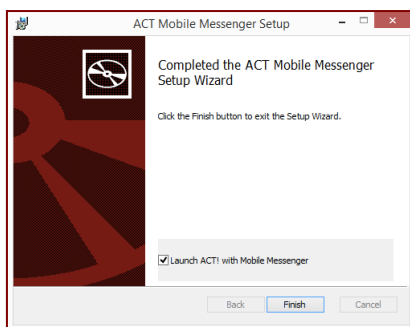 ACT Mobile Messenger Setup
Completed the ACT Mobile Messenger
Setup Wizard
Click the Finish button to exit the Setup Wizard.
Launch ACT! with Mobile Messenger
Back Finish Cancel